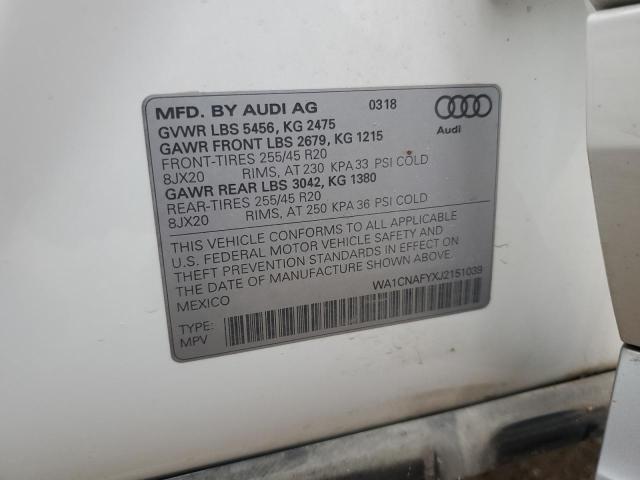 MFD. BY AUDI AG 0318
GVWR LBS 5456, KG 2475
GAWR FRONT LBS 2679, KG 1215
FRONT-TIRES 255/45 R20
8JX20 RIMS, AT 230 KPA 33 PSI COLD
GAWR REAR LBS 3042, KG 1380
REAR-TIRES 255/45 R20
8JX20 RIMS, AT 250 KPA 36 PSI COLD
Audi
THIS VEHICLE CONFORMS TO ALL APPLICABLE
U.S. FEDERAL MOTOR VEHICLE SAFETY AND
THEFT PREVENTION STANDARDS IN EFFECT ON
THE DATE OF MANUFACTURE SHOWN ABOVE.
MEXICO WA1CNAFYXJ2151039
TYPE:
MPV